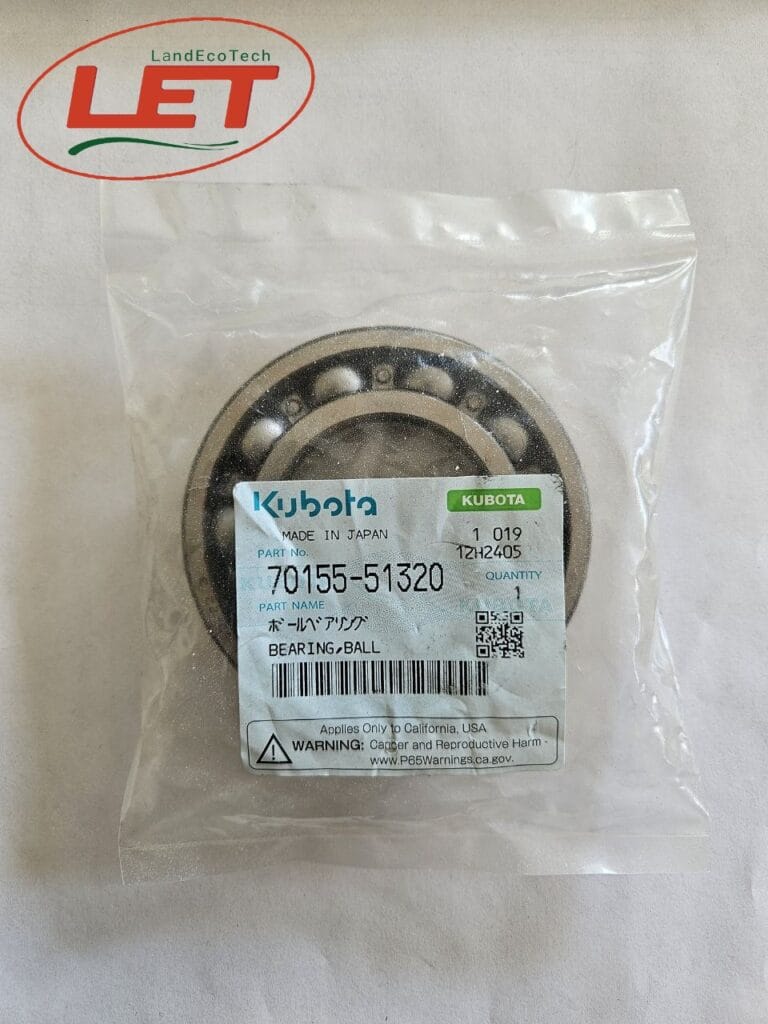 LandEcoTech
LET
Kubota KUBOTA
MADE IN JAPAN 1 019
PART No. 1ZH2405
70155-51320 QUANTITY
PART NAME 1
ボールベアリング
BEARING,BALL
Applies Only to California, USA
WARNING: Cancer and Reproductive Harm -
www.P65Warnings.ca.gov.